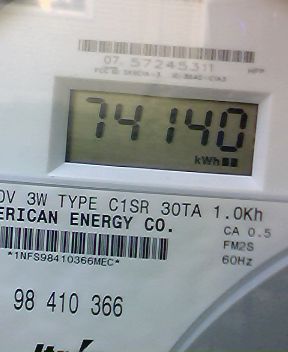 07 57245311
74140
kWh
0V 3W TYPE C1SR 30TA 1.0Kh
ERICAN ENERGY CO.
CA 0.5
*1NFS98410366MEC*
FM2S
60Hz
98 410 366